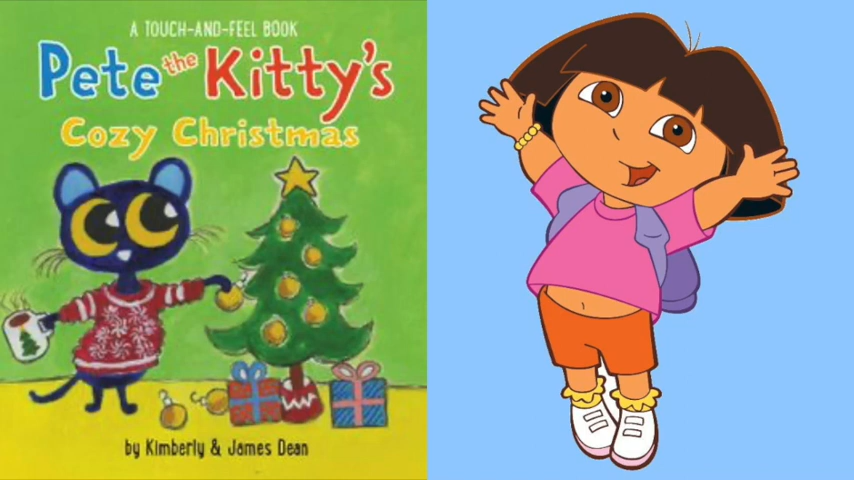 A TOUCH-AND-FEEL BOOK
Pete the Kitty's
Cozy Christmas
by Kimberly & James Dean